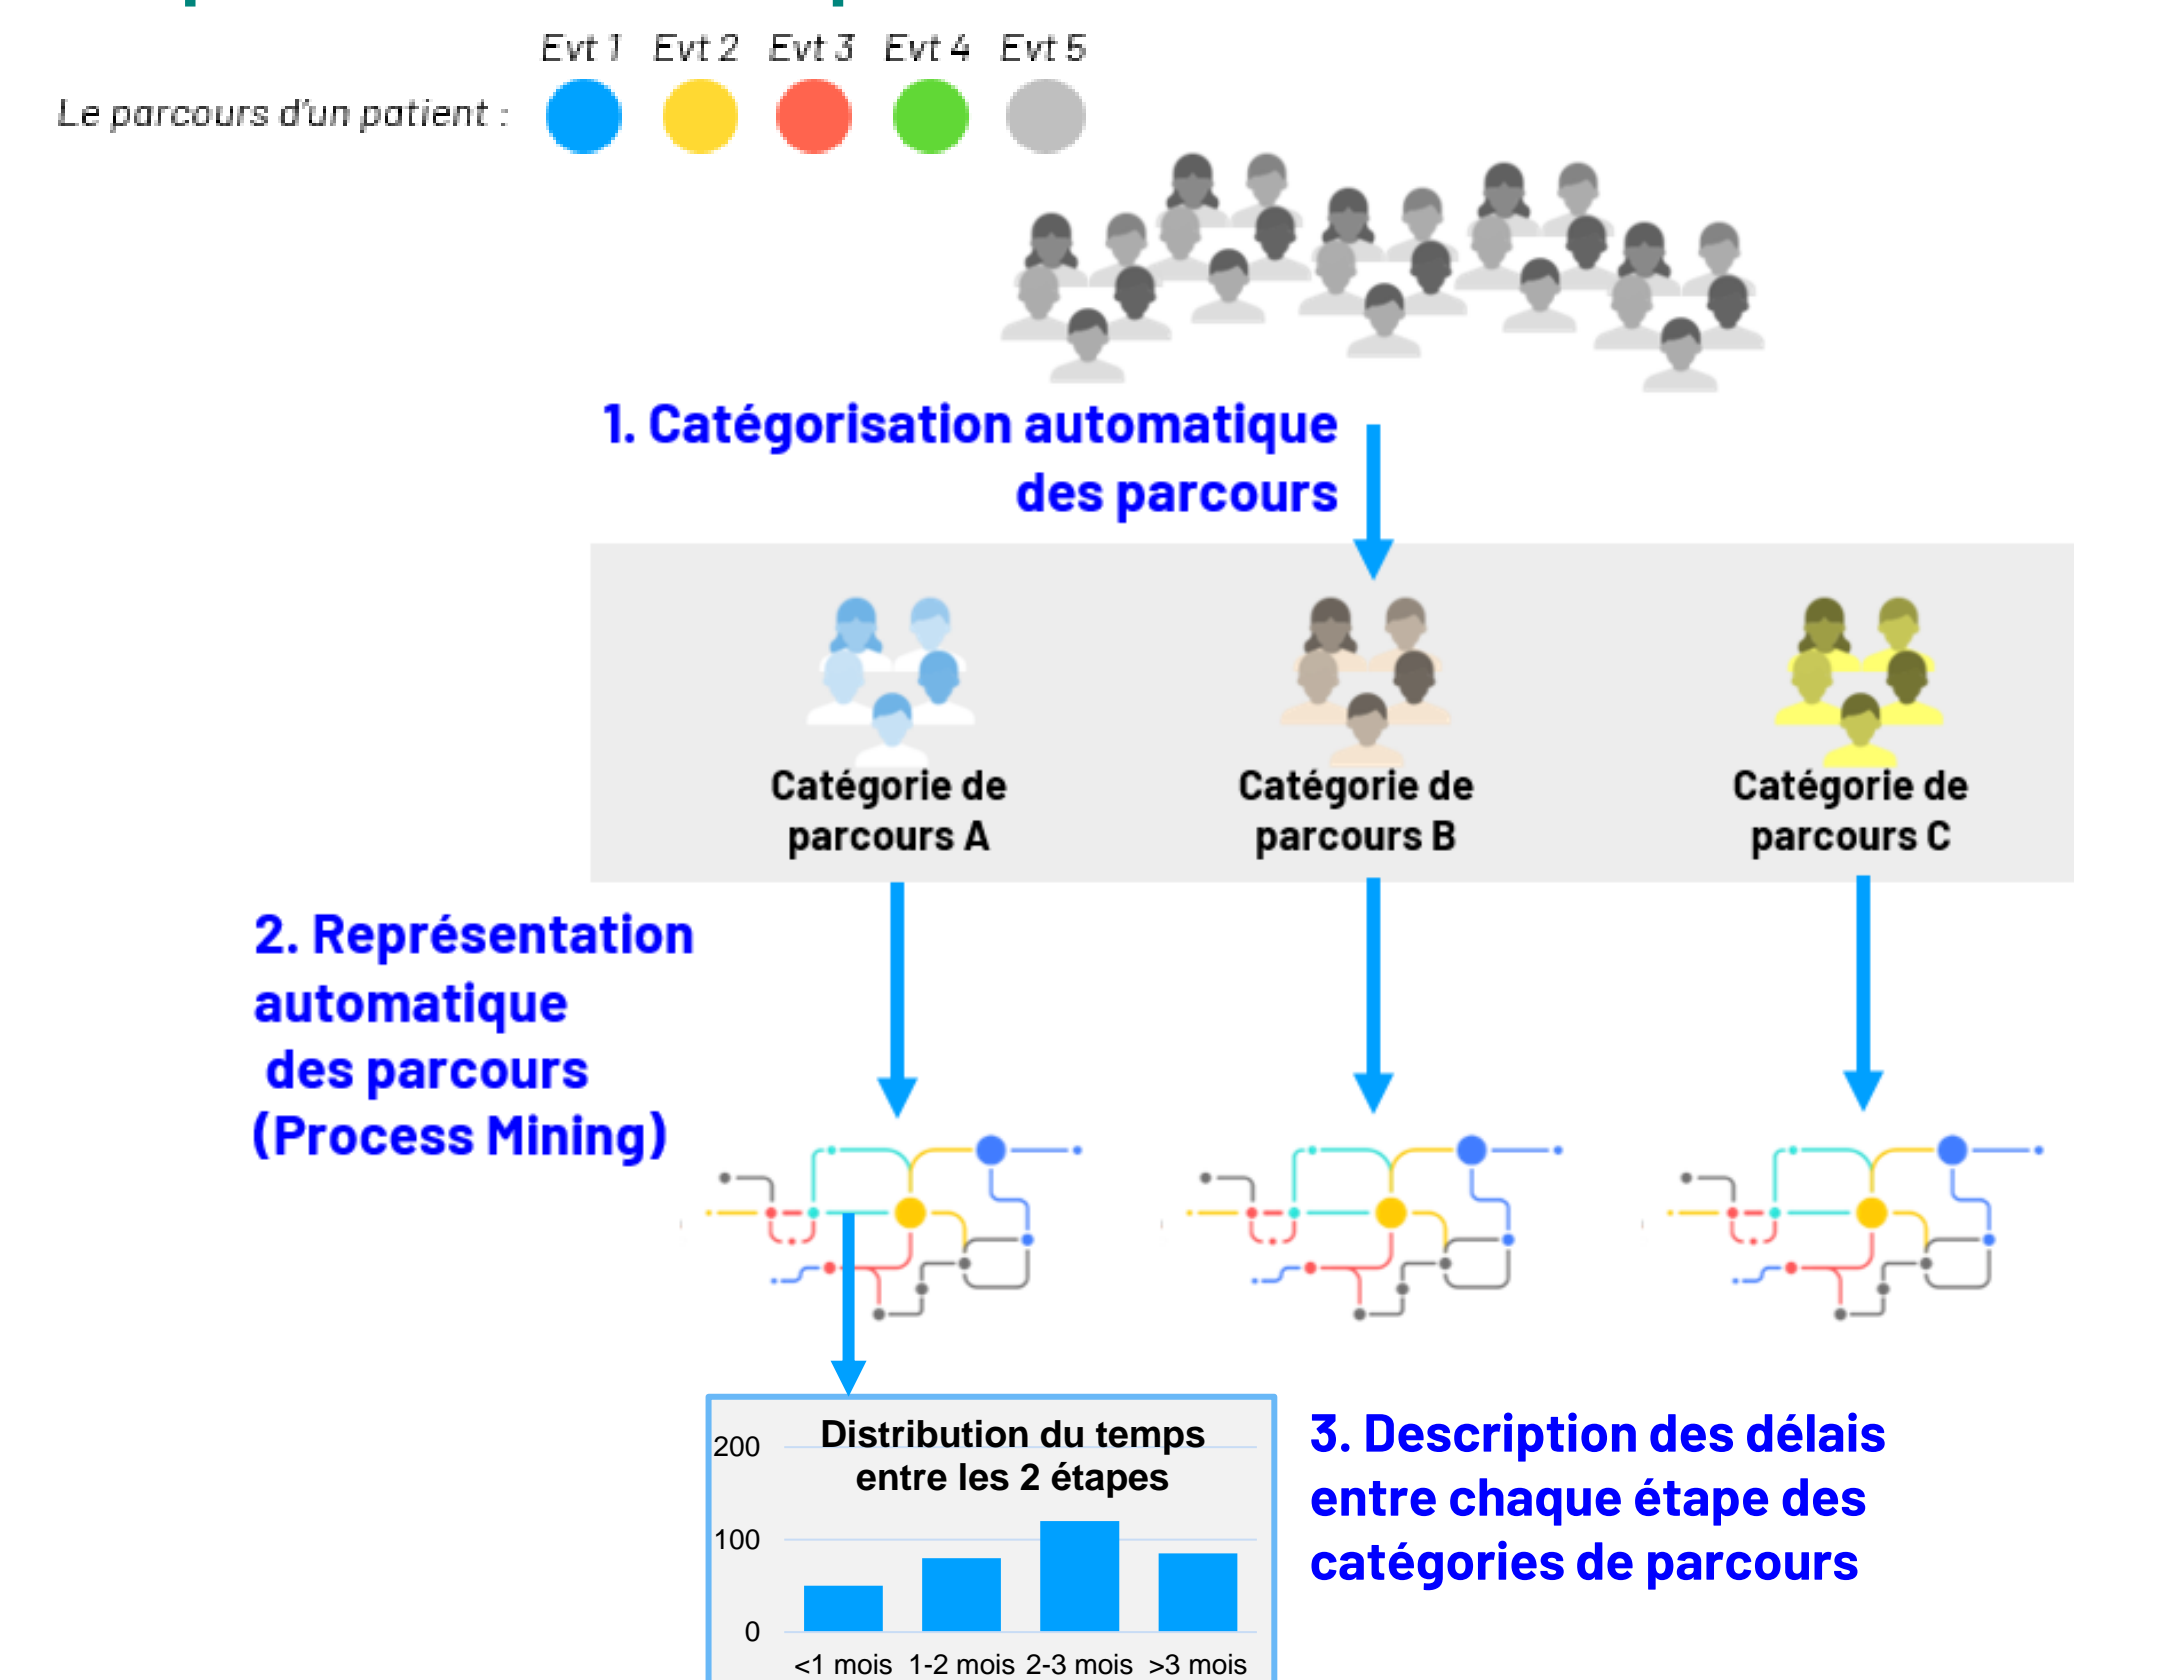 Evt 1 Evt 2 Evt 3 Evt 4 Evt 5
Le parcours d'un patient :
1. Catégorisation automatique
des parcours
Catégorie de
parcours A
Catégorie de
parcours B
Catégorie de
parcours C
2. Représentation
automatique
des parcours
(Process Mining)
Distribution du temps
entre les 2 étapes
200
100
0
<1 mois 1-2 mois 2-3 mois >3 mois
3. Description des délais
entre chaque étape des
catégories de parcours